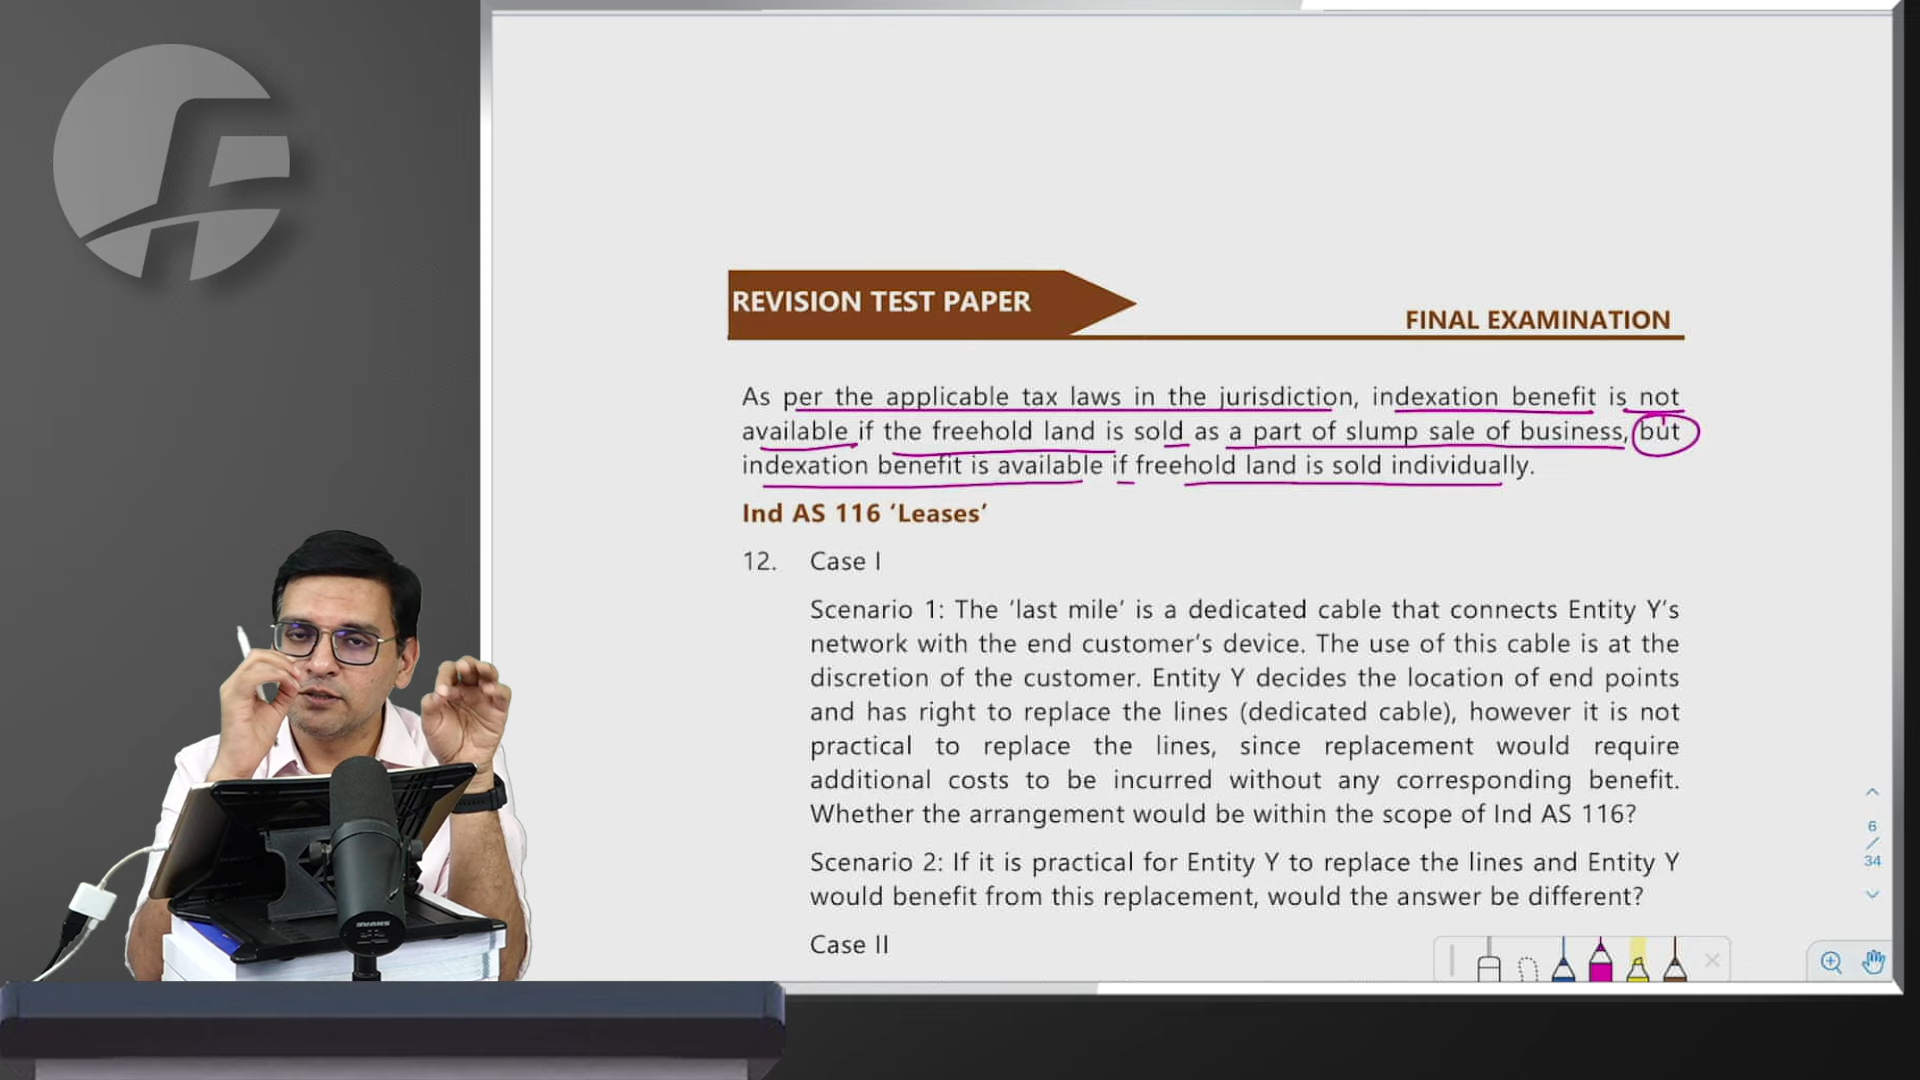 REVISION TEST PAPER
FINAL EXAMINATION
As per the applicable tax laws in the jurisdiction, indexation benefit is not
available if the freehold land is sold as a part of slump sale of business, but
indexation benefit is available if freehold land is sold individually.
Ind AS 116 ‘Leases’
12. Case I
Scenario 1: The ‘last mile’ is a dedicated cable that connects Entity Y’s
network with the end customer’s device. The use of this cable is at the
discretion of the customer. Entity Y decides the location of end points
and has right to replace the lines (dedicated cable), however it is not
practical to replace the lines, since replacement would require
additional costs to be incurred without any corresponding benefit.
Whether the arrangement would be within the scope of Ind AS 116?
Scenario 2: If it is practical for Entity Y to replace the lines and Entity Y
would benefit from this replacement, would the answer be different?
Case II
6
/
34